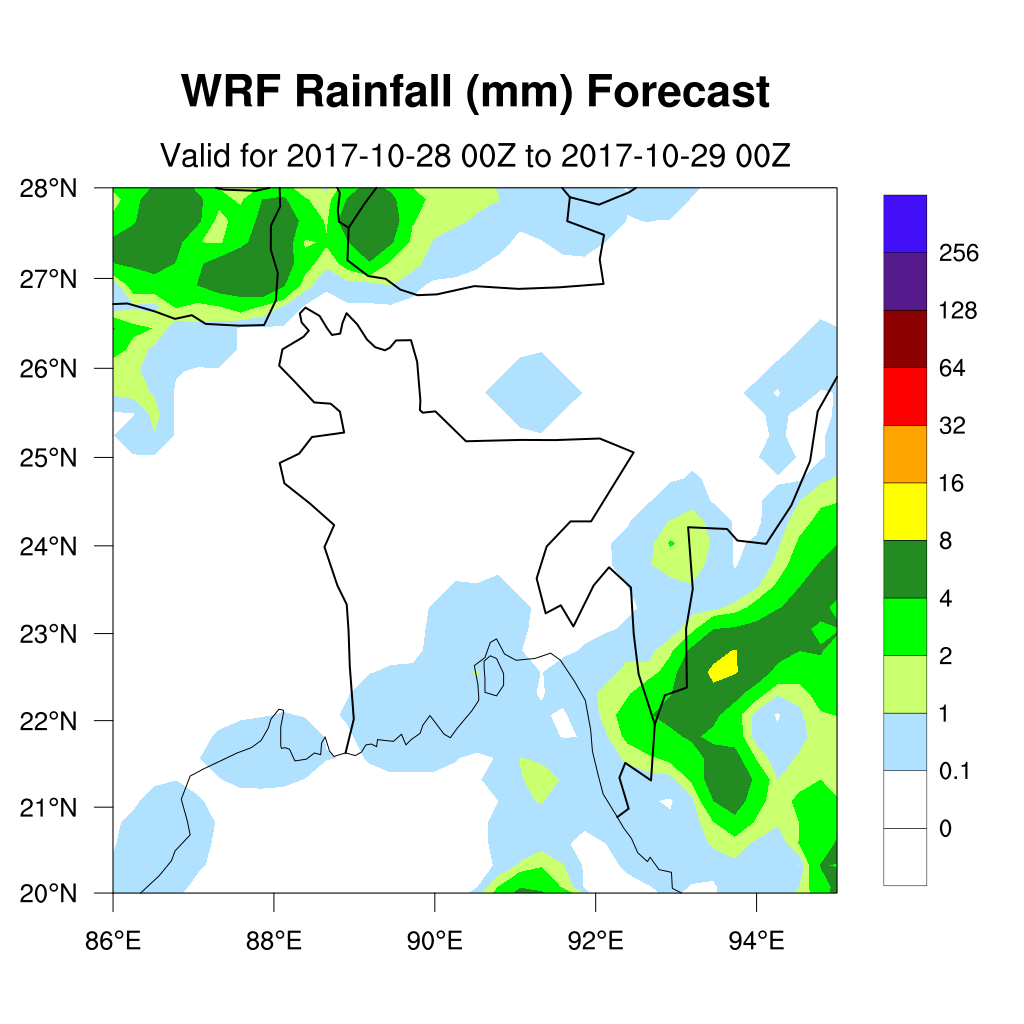 WRF Rainfall (mm) Forecast
Valid for 2017-10-28 00Z to 2017-10-29 00Z
28°N
27°N
26°N
25°N
24°N
23°N
22°N
21°N
20°N
86°E 88°E 90°E 92°E 94°E
256
128
64
32
16
8
4
2
1
0.1
0